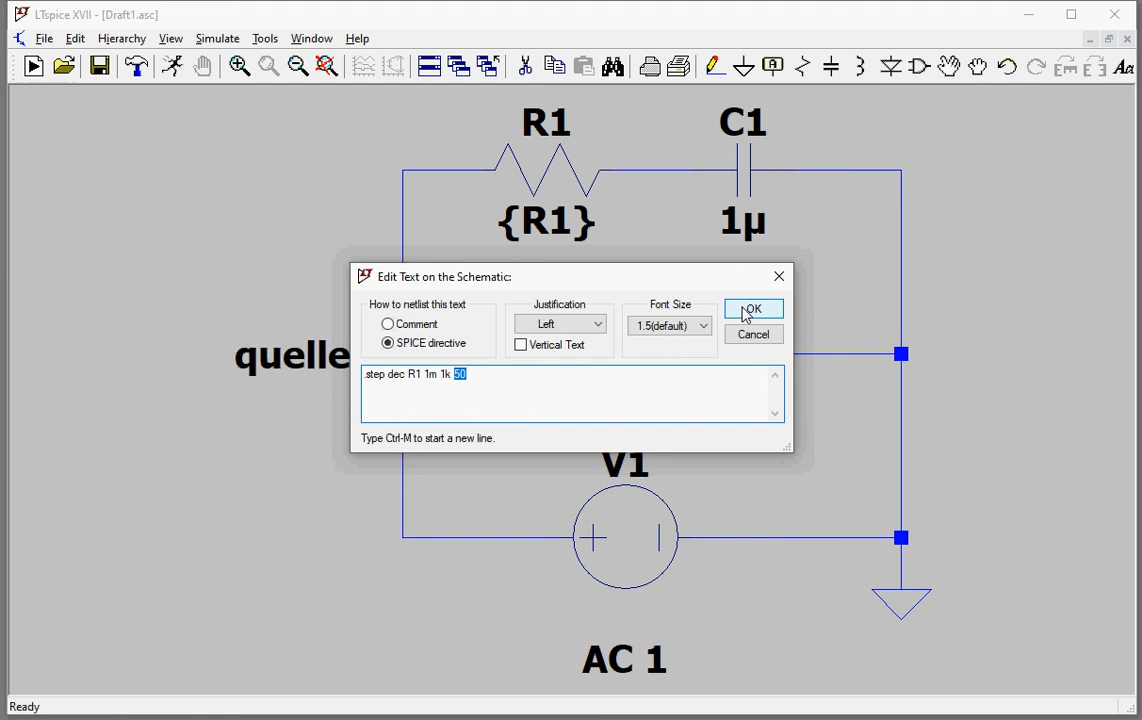 LTspice XVII - [Draft1.asc]
File Edit Hierarchy View Simulate Tools Window Help
A Aa
R1 C1
{R1} 1µ
Edit Text on the Schematic:
How to netlist this text Justification Font Size
OK
Comment Left 1.5(default)
Cancel
SPICE directive Vertical Text
quelle
.step dec R1 1m 1k 50
Type Ctrl-M to start a new line.
V1
AC 1
Ready